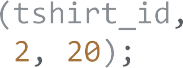 (tshirt_id,
2, 20);